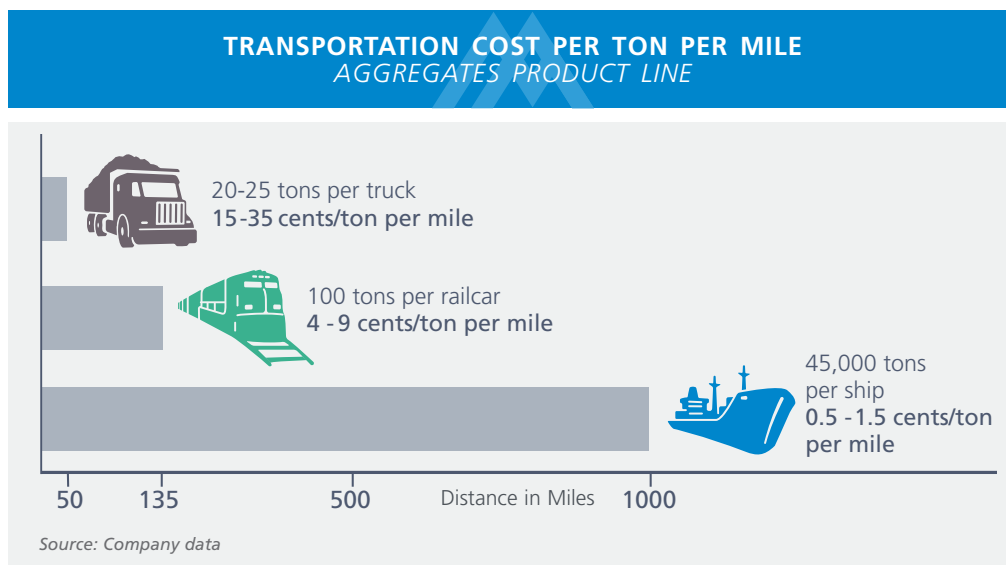 TRANSPORTATION COST PER TON PER MILE
AGGREGATES PRODUCT LINE
20-25 tons per truck
15-35 cents/ton per mile
100 tons per railcar
4 - 9 cents/ton per mile
45,000 tons
per ship
0.5 - 1.5 cents/ton
per mile
50 135 500 Distance in Miles 1000
Source: Company data